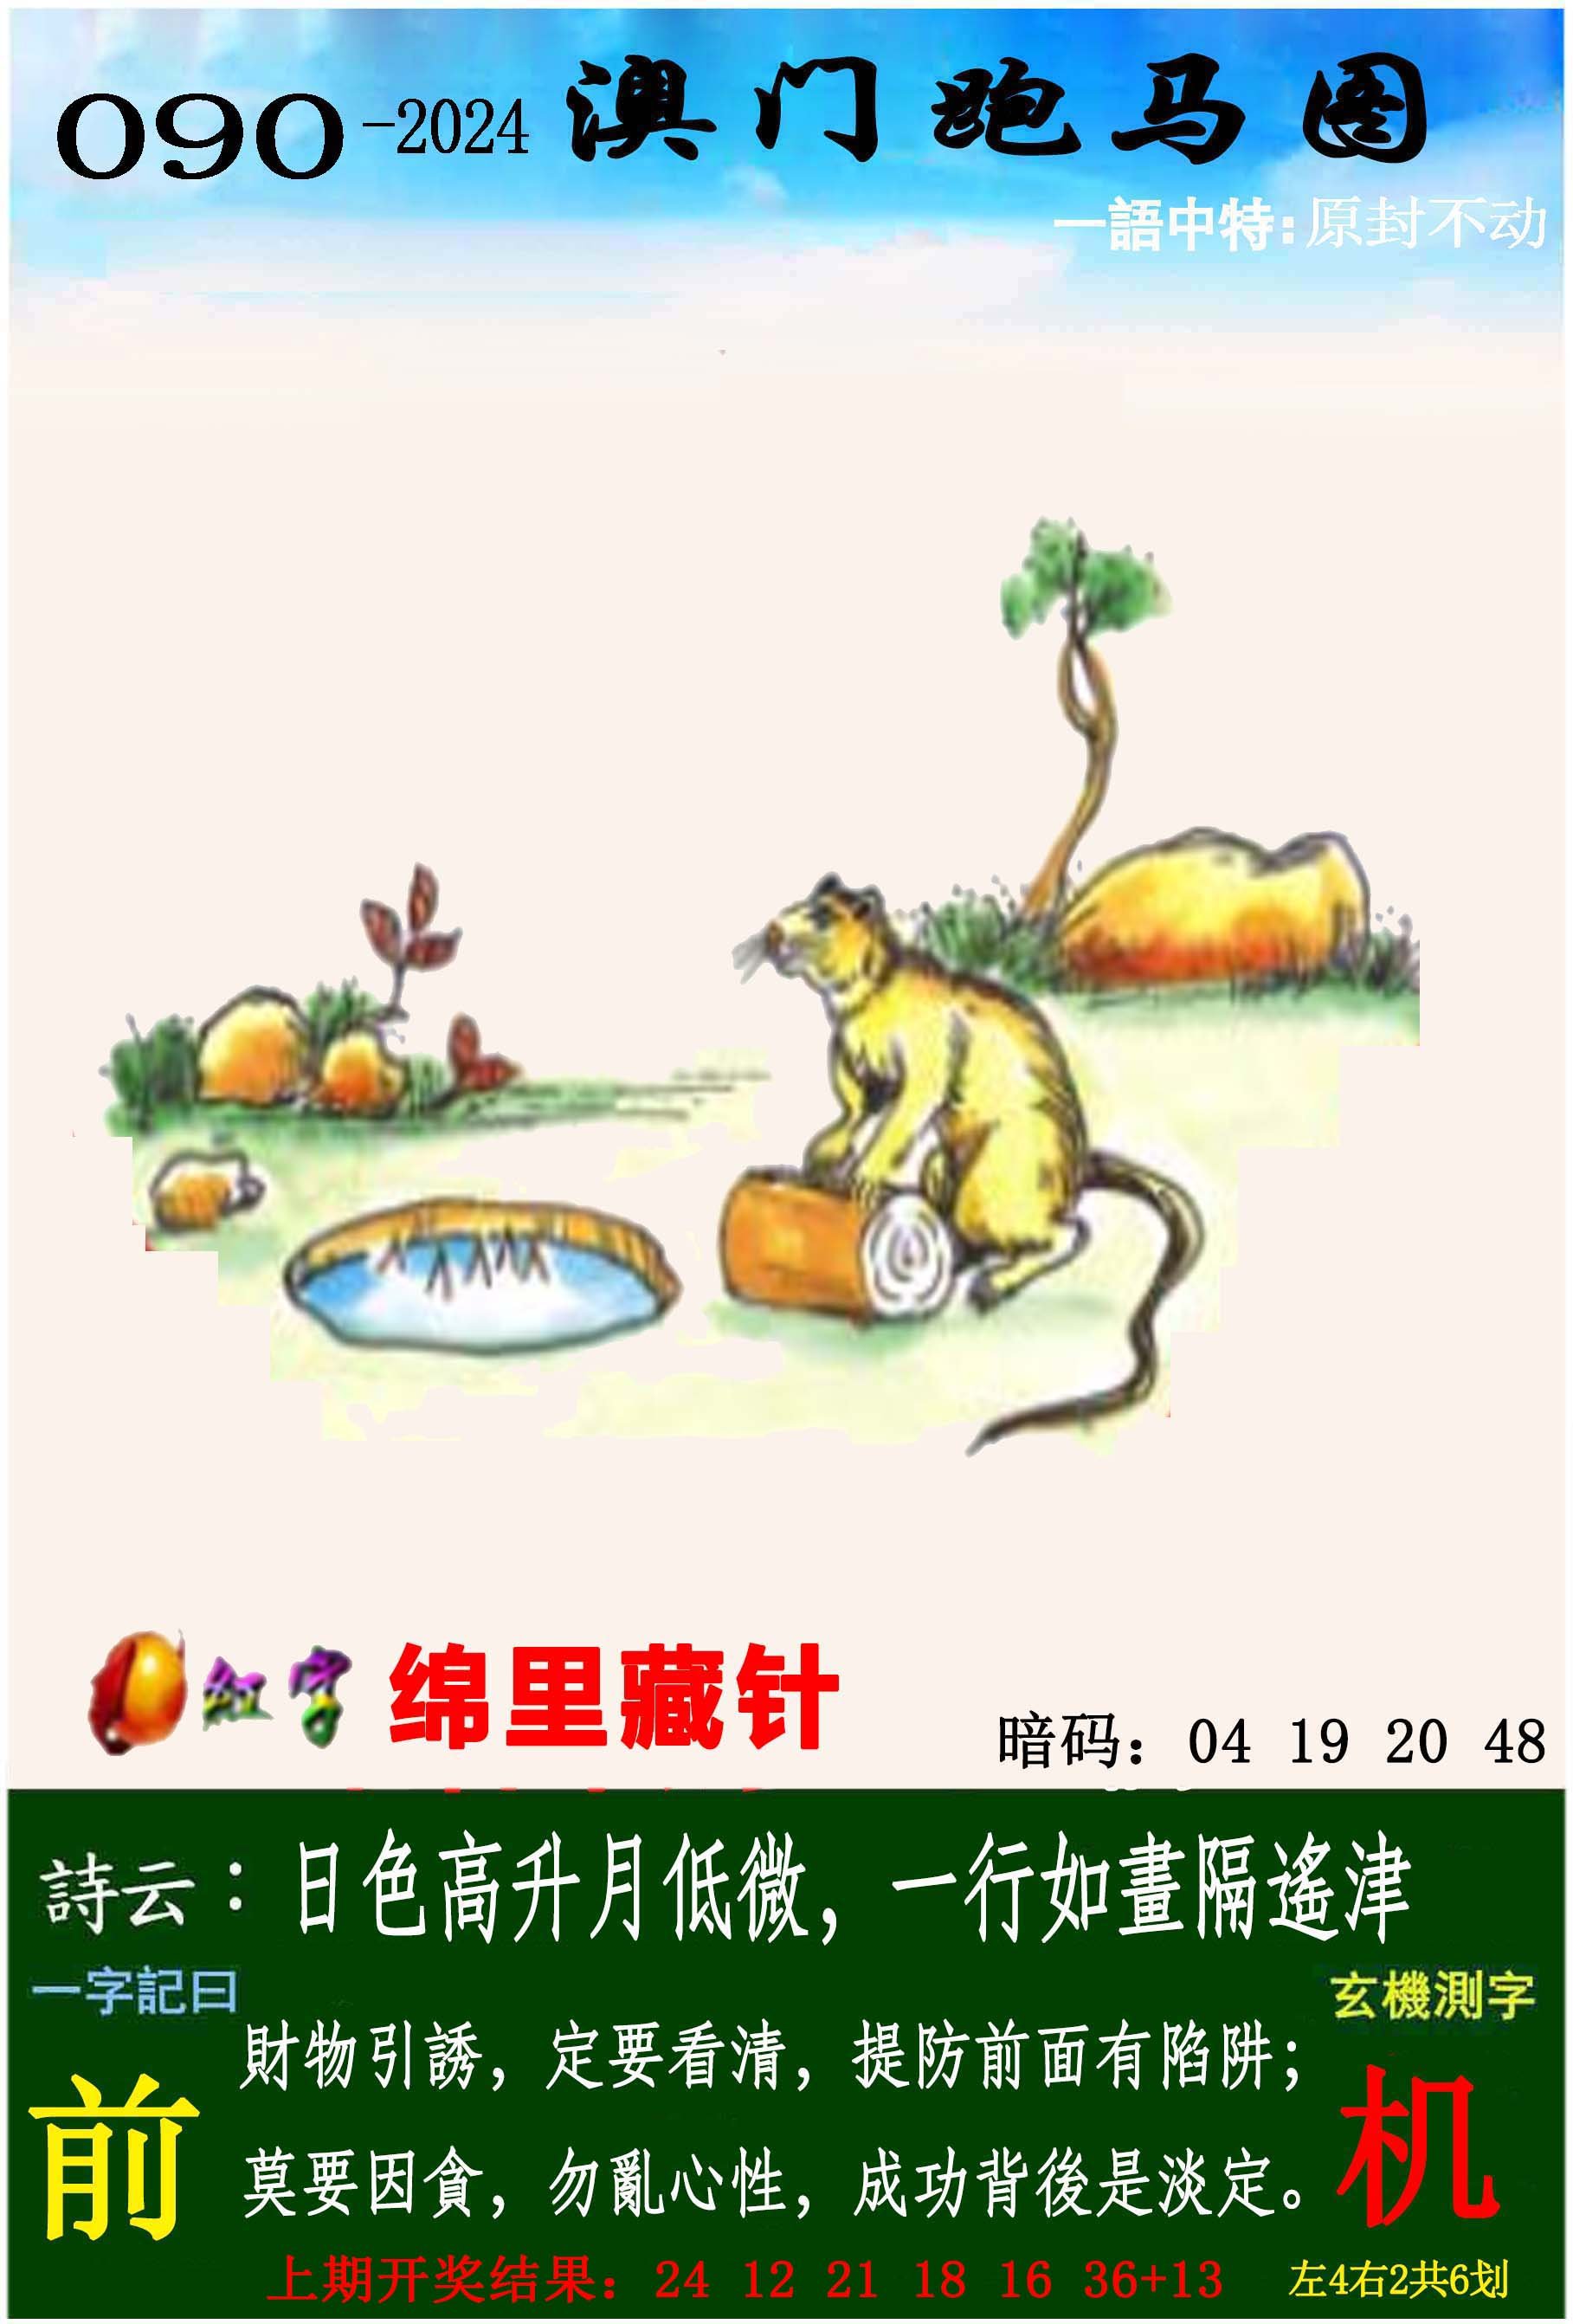 090-2024 澳门跑马图
一語中特:原封不动
红字 绵里藏针
暗码: 04 19 20 48
詩云：日色高升月低微，一行如畫隔遙津
一字記曰
玄機測字
財物引誘，定要看清，提防前面有陷阱；
前
机
莫要因貪，勿亂心性，成功背後是淡定。
上期开奖结果: 24 12 21 18 16 36+13
左4右2共6划